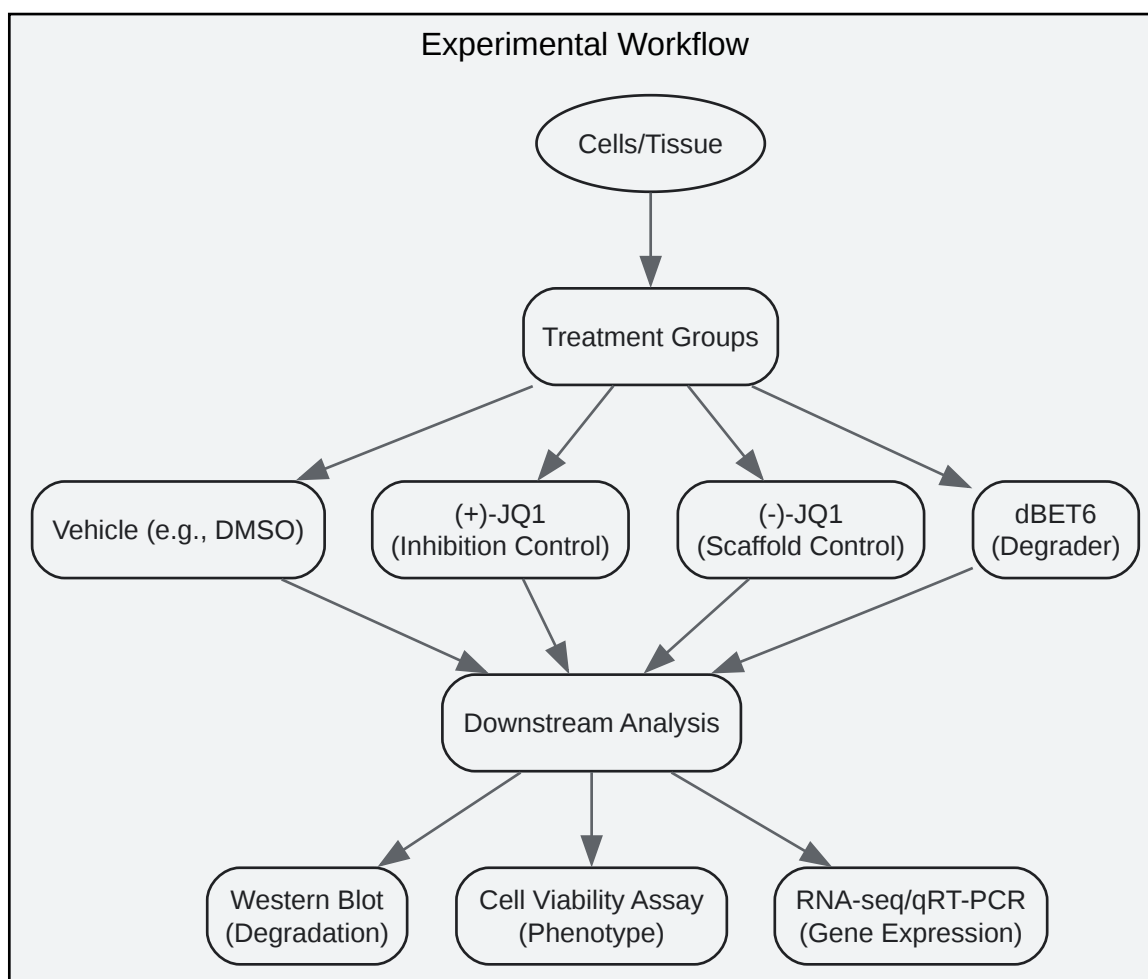 Experimental Workflow
Cells/Tissue
Treatment Groups
Vehicle (e.g., DMSO)
(+)-JQ1
(Inhibition Control)
(-)-JQ1
(Scaffold Control)
dBET6
(Degrader)
Downstream Analysis
Western Blot
(Degradation)
Cell Viability Assay
(Phenotype)
RNA-seq/qRT-PCR
(Gene Expression)